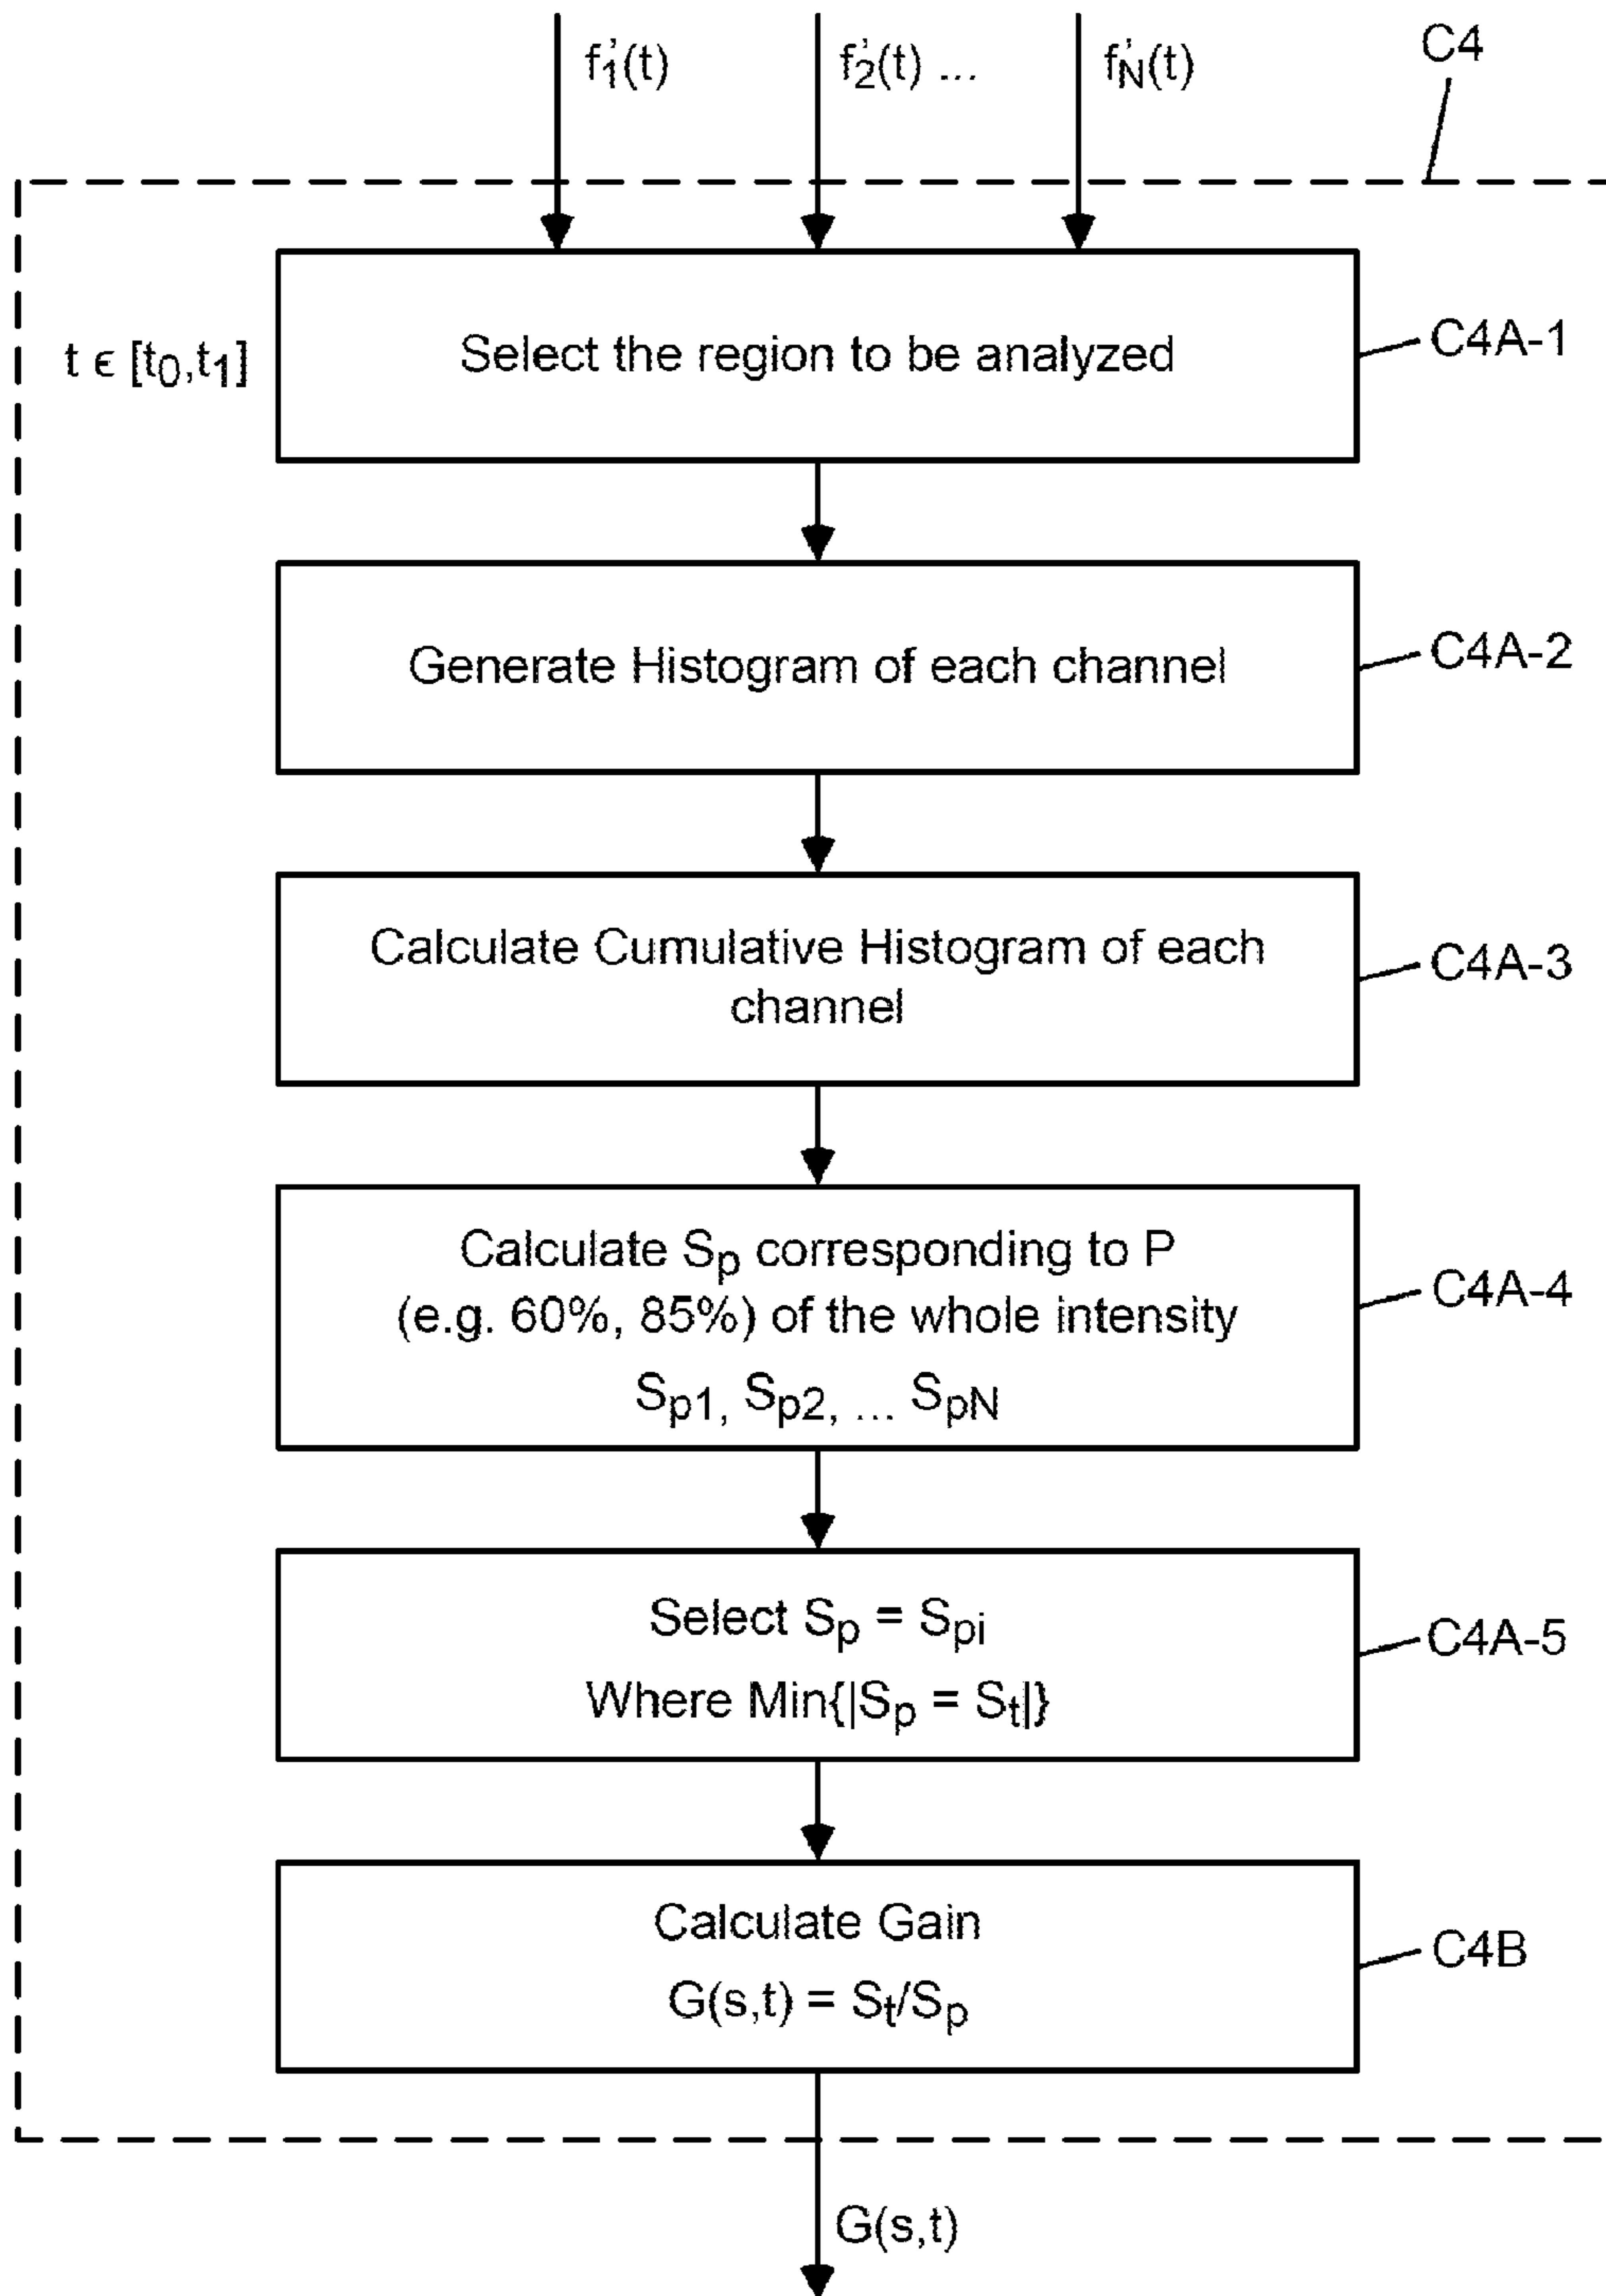 f'1(t) f'2(t) ... f'N(t)
C4
t ϵ [t0,t1]
Select the region to be analyzed
C4A-1
Generate Histogram of each channel
C4A-2
Calculate Cumulative Histogram of each
channel
C4A-3
Calculate Sp corresponding to P
(e.g. 60%, 85%) of the whole intensity
Sp1, Sp2, ... SpN
C4A-4
Select Sp = Spi
Where Min{|Sp = St|}
C4A-5
Calculate Gain
G(s,t) = St/Sp
C4B
G(s,t)